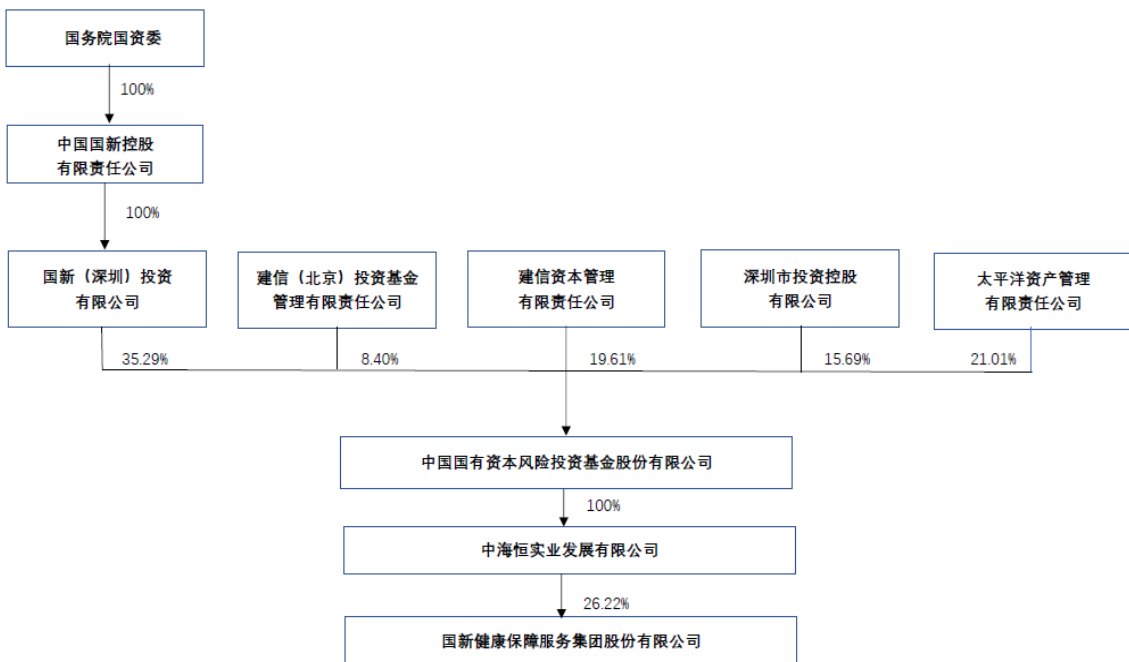 国务院国资委
100%
中国国新控股
有限责任公司
100%
国新（深圳）投资
有限公司
建信（北京）投资基金
管理有限责任公司
建信资本管理
有限责任公司
深圳市投资控股
有限公司
太平洋资产管理
有限责任公司
35.29%
8.40%
19.61%
15.69%
21.01%
中国国有资本风险投资基金股份有限公司
100%
中海恒实业发展有限公司
26.22%
国新健康保障服务集团股份有限公司